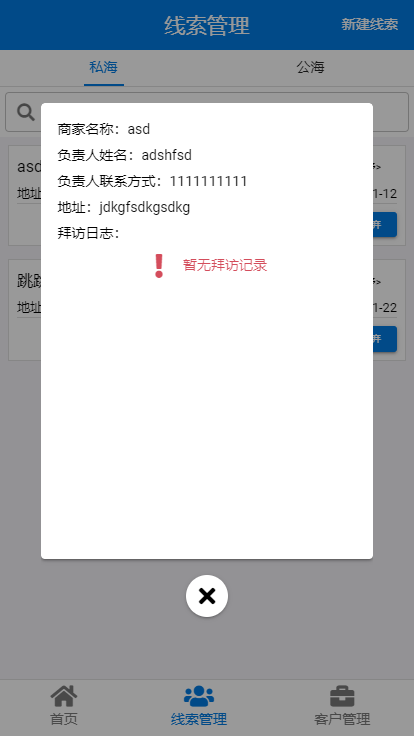 线索管理
新建线索
私海
公海
商家名称：asd
负责人姓名：adshfsd
负责人联系方式：1111111111
地址：jdkgfsdkgsdkg
拜访日志：
暂无拜访记录
asd
地址
1-12
弃
跳跳
地址
1-22
弃
首页
线索管理
客户管理